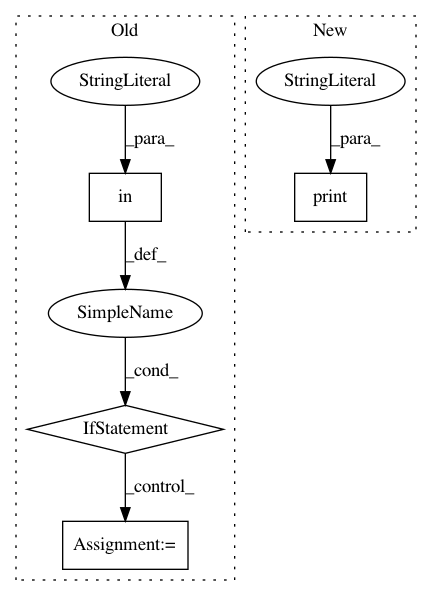 Old
New
StringLiteral
StringLiteral
_para_
_para_
in
print
_def_
SimpleName
_cond_
IfStatement
_control_
Assignment:=